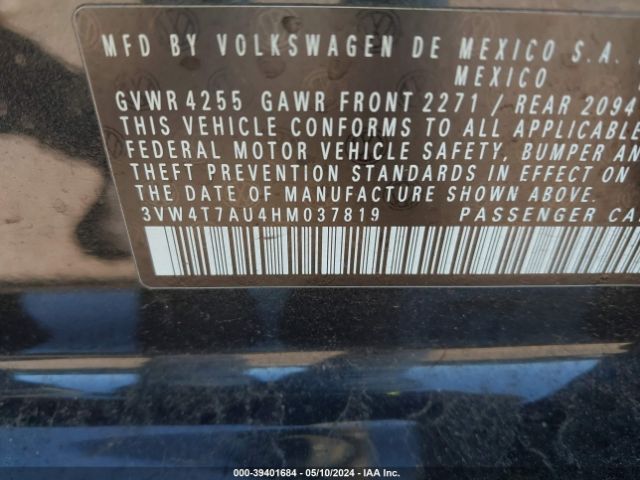 MFD BY VOLKSWAGEN DE MEXICO S.A.
MEXICO
GVWR 4255 GAWR FRONT 2271 / REAR 2094
THIS VEHICLE CONFORMS TO ALL APPLICABLE
FEDERAL MOTOR VEHICLE SAFETY, BUMPER AN
THEFT PREVENTION STANDARDS IN EFFECT ON
THE DATE OF MANUFACTURE SHOWN ABOVE.
3VW4T7AU4HM037819 PASSENGER CA
000-39401684 - 05/10/2024 - IAA Inc.